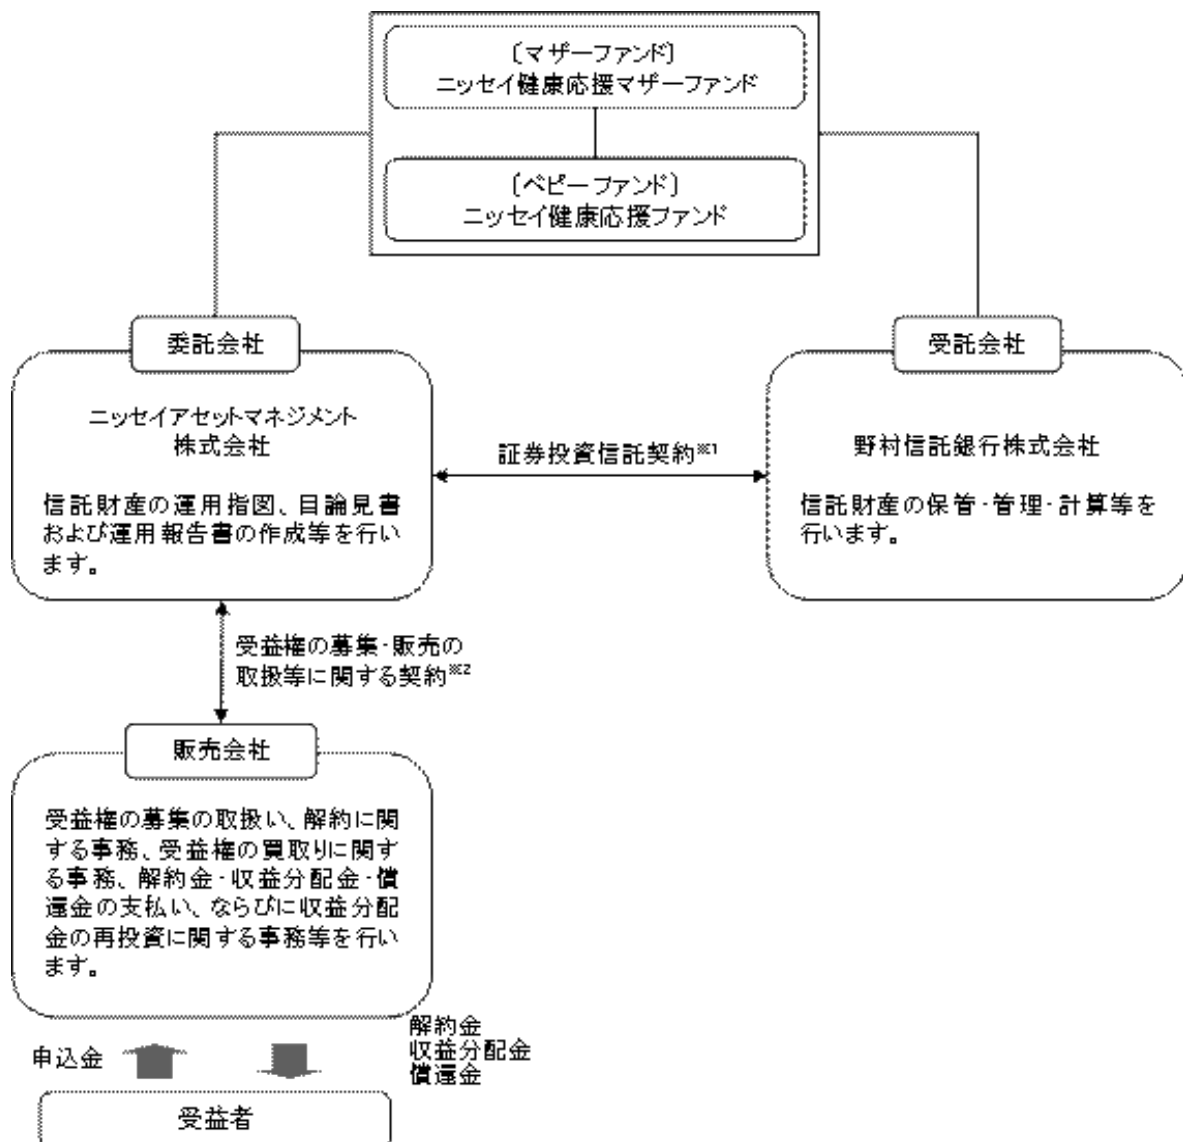 〔マザーファンド〕
ニッセイ健康応援マザーファンド
〔ベビーファンド〕
ニッセイ健康応援ファンド
委託会社
ニッセイアセットマネジメント
株式会社
信託財産の運用指図、目論見書
および運用報告書の作成等を行い
ます。
証券投資信託契約※1
受託会社
野村信託銀行株式会社
信託財産の保管・管理・計算等を
行います。
受益権の募集・販売の
取扱等に関する契約※2
販売会社
受益権の募集の取扱い、解約に関
する事務、受益権の買取りに関す
る事務、解約金・収益分配金・償
還金の支払い、ならびに収益分配
金の再投資に関する事務等を行い
ます。
申込金
解約金
収益分配金
償還金
受益者